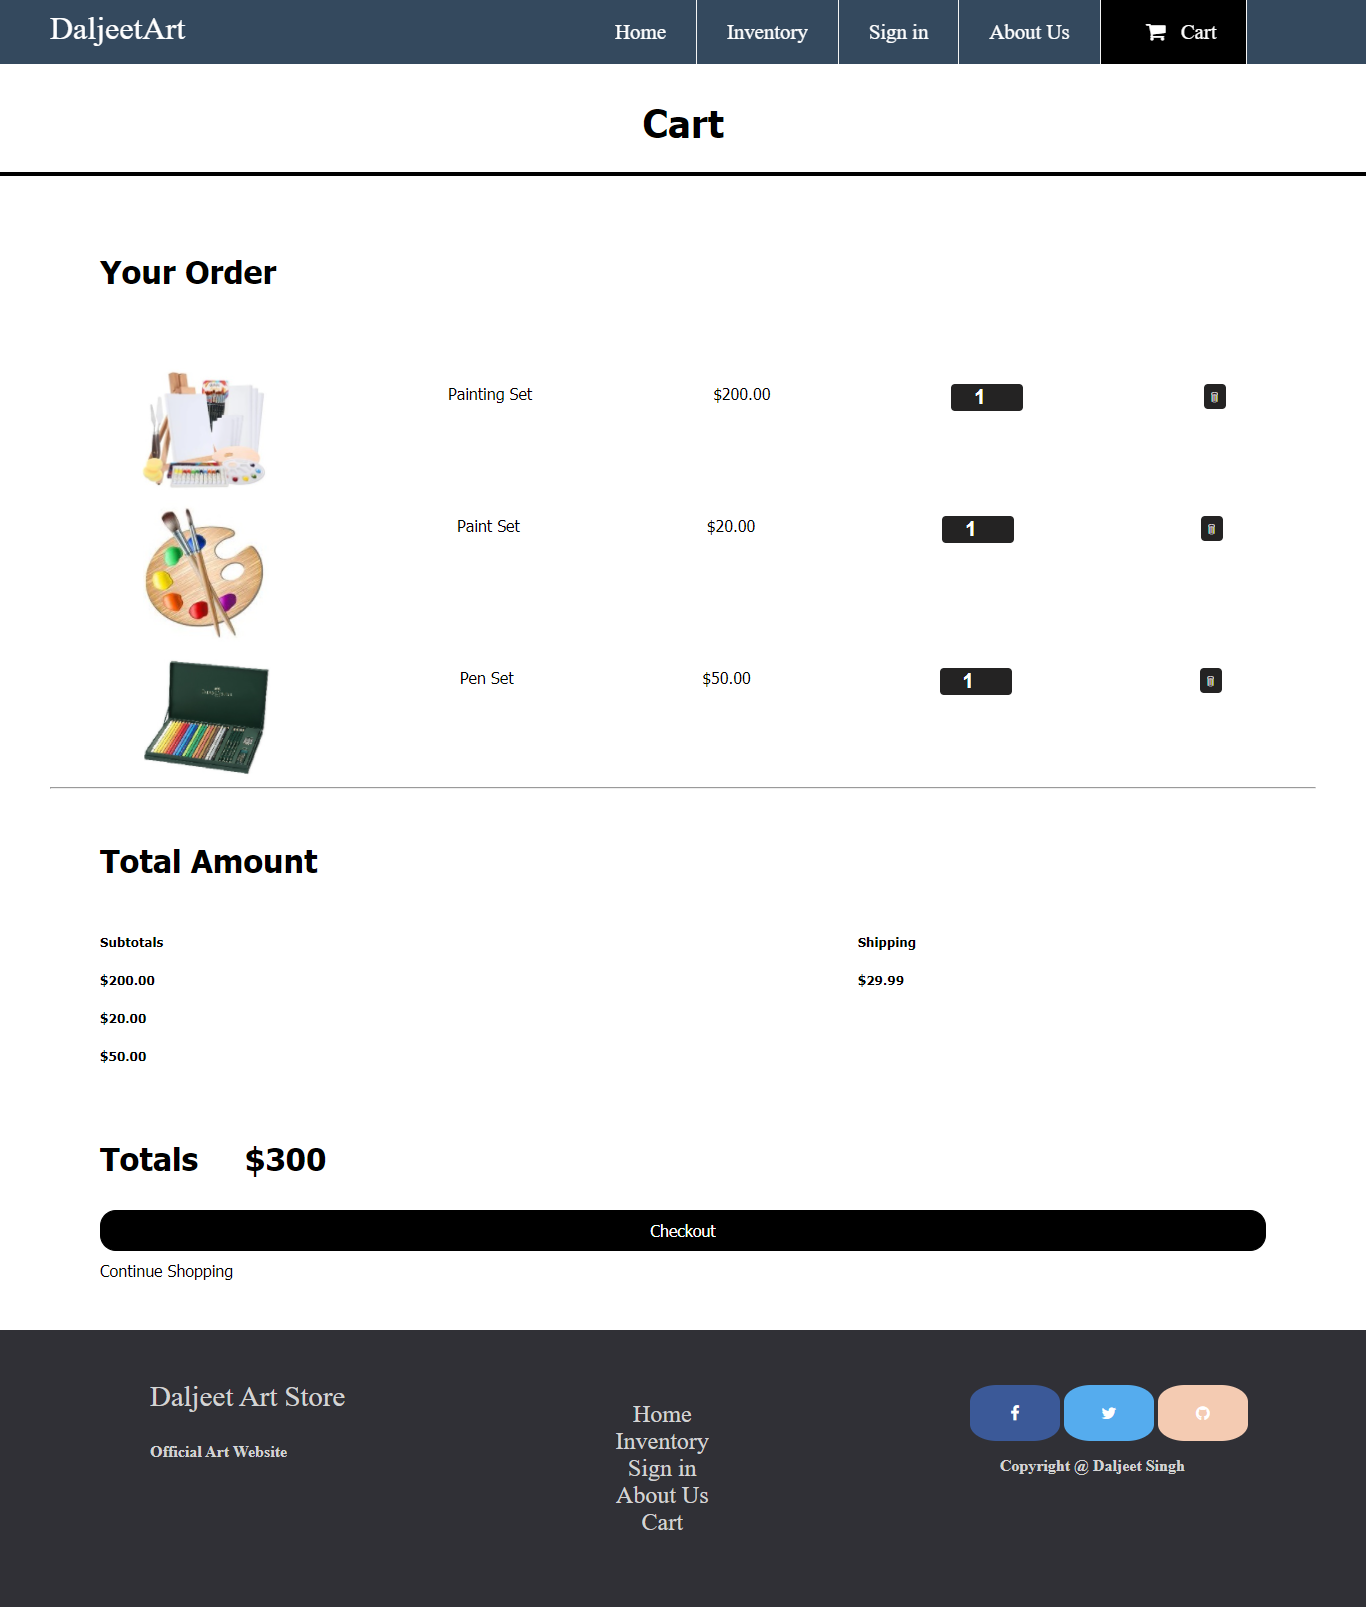 DaljeetArt
Home
Inventory
Sign in
About Us
Cart
Cart
Your Order
Painting Set
$200.00
1
Paint Set
$20.00
1
Pen Set
$50.00
1
Total Amount
Subtotals
Shipping
$200.00
$29.99
$20.00
$50.00
Totals $300
Checkout
Continue Shopping
Daljeet Art Store
Official Art Website
Home
Inventory
Sign in
About Us
Cart
Copyright @ Daljeet Singh